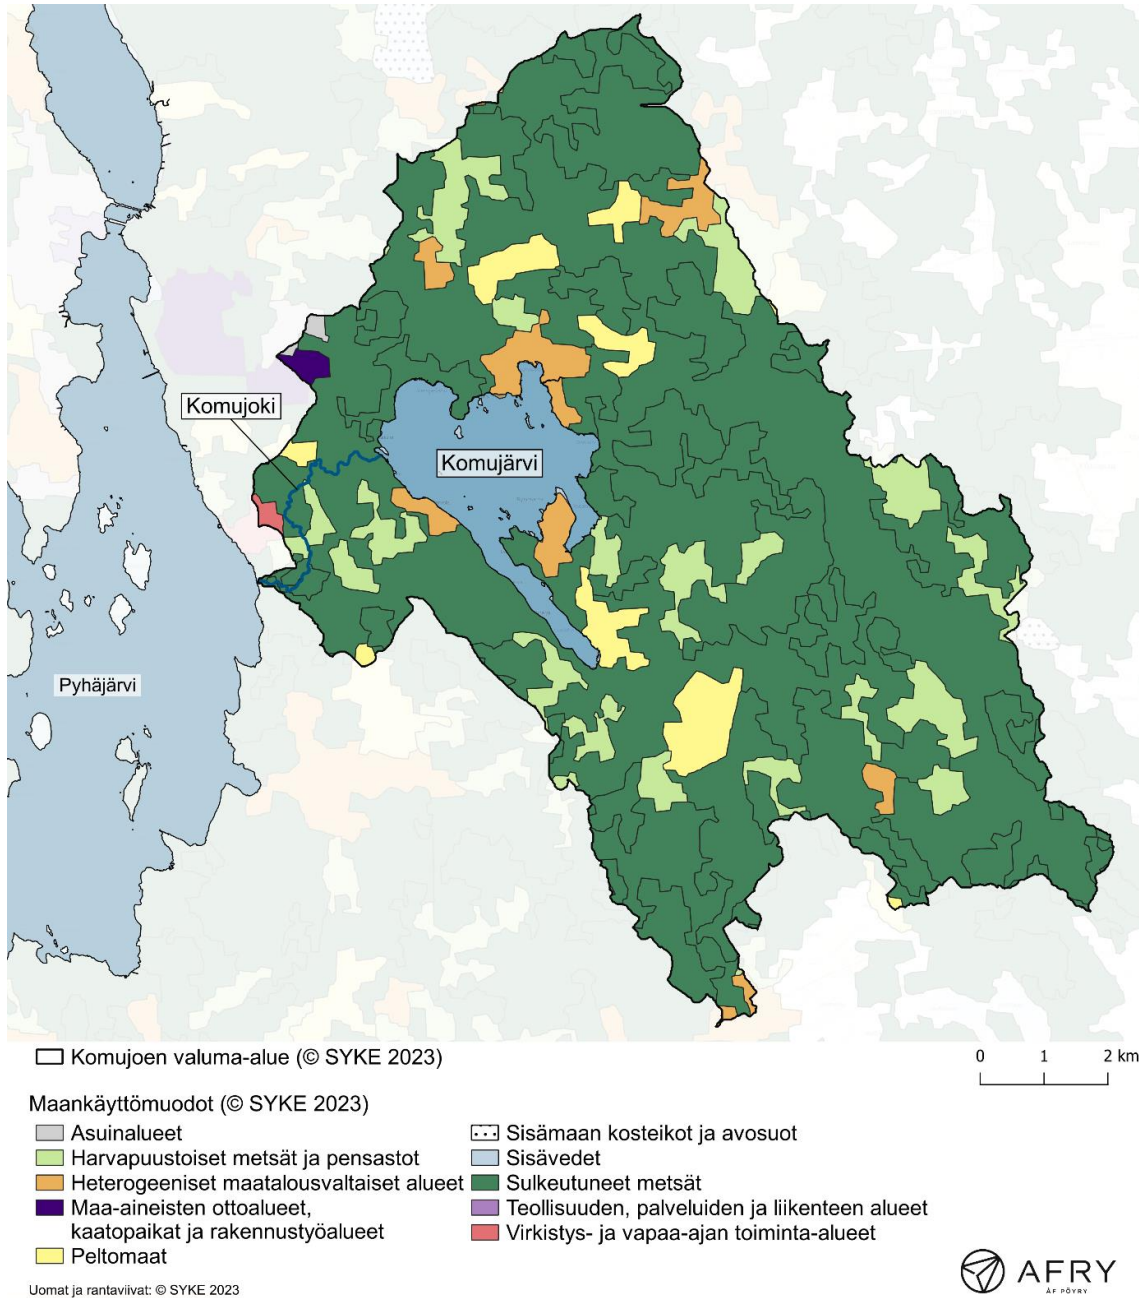 Komujoki
Komujärvi
Pyhäjärvi
Komujoen valuma-alue (© SYKE 2023)
0 1 2 km
Maankäyttömuodot (© SYKE 2023)
Asuinalueet
Harvapuustoiset metsät ja pensastot
Heterogeeniset maatalousvaltaiset alueet
Maa-aineisten ottoalueet,
kaatopaikat ja rakennustyöalueet
Peltomaat
Sisämaan kosteikot ja avosuot
Sisävedet
Sulkeutuneet metsät
Teollisuuden, palveluiden ja liikenteen alueet
Virkistys- ja vapaa-ajan toiminta-alueet
Uomat ja rantaviivat: © SYKE 2023
AFRY
ÅF PÖYRY